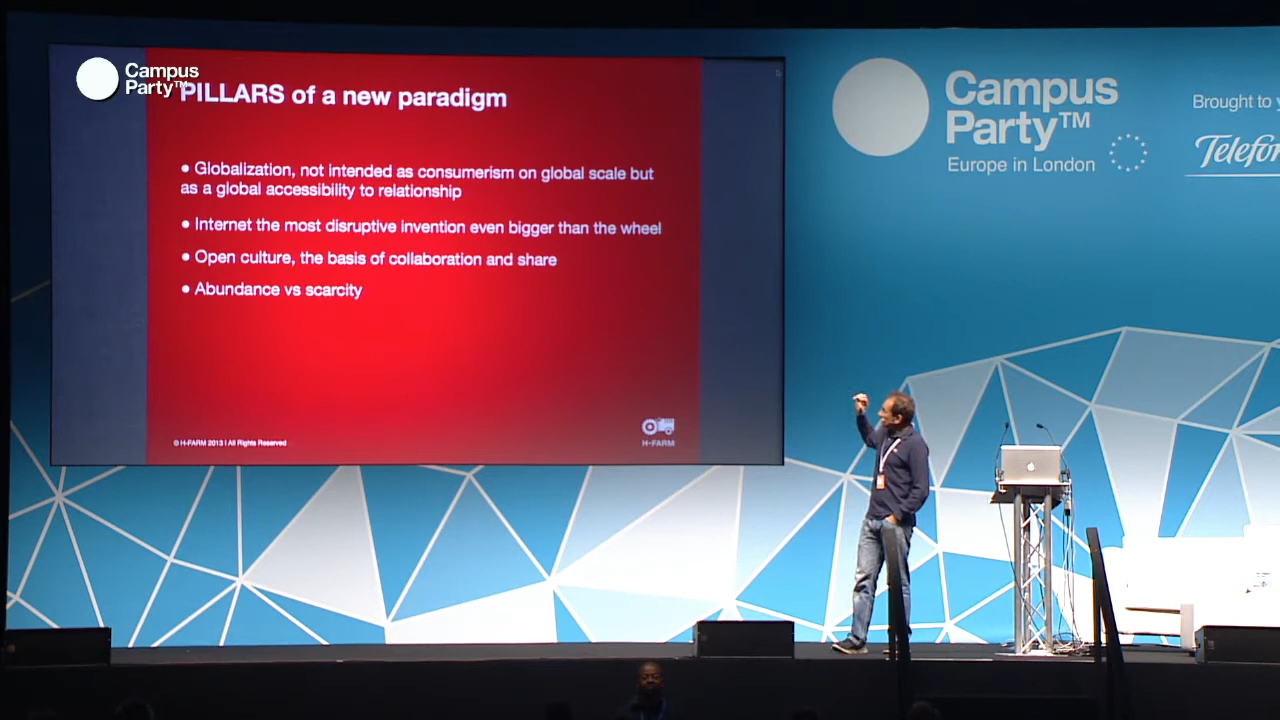 Campus
Party™
PILLARS of a new paradigm
• Globalization, not intended as consumerism on global scale but
as a global accessibility to relationship
• Internet the most disruptive invention even bigger than the wheel
• Open culture, the basis of collaboration and share
• Abundance vs scarcity
© H-FARM 2013 | All Rights Reserved
H-FARM
Campus
Party™
Europe in London
Brought to
Telefon